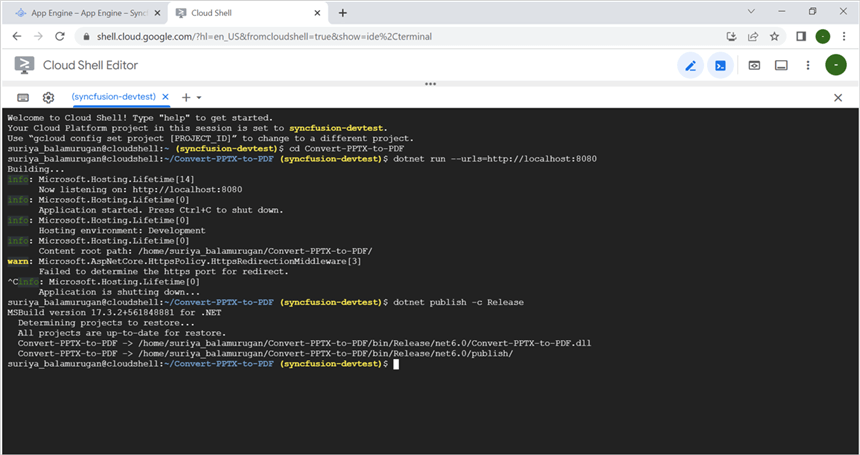 App Engine – App Engine – Sync
Cloud Shell
shell.cloud.google.com/?hl=en_US&fromcloudshell=true&show=ide%2Cterminal
Cloud Shell Editor
(syncfusion-devtest)
Welcome to Cloud Shell! Type "help" to get started.
Your Cloud Platform project in this session is set to syncfusion-devtest.
Use “gcloud config set project [PROJECT_ID]” to change to a different project.
suriya_balamurugan@cloudshell:~ (syncfusion-devtest)$ cd Convert-PPTX-to-PDF
suriya_balamurugan@cloudshell:~/Convert-PPTX-to-PDF (syncfusion-devtest)$ dotnet run --urls=http://localhost:8080
Building...
info: Microsoft.Hosting.Lifetime[14]
Now listening on: http://localhost:8080
info: Microsoft.Hosting.Lifetime[0]
Application started. Press Ctrl+C to shut down.
info: Microsoft.Hosting.Lifetime[0]
Hosting environment: Development
info: Microsoft.Hosting.Lifetime[0]
Content root path: /home/suriya_balamurugan/Convert-PPTX-to-PDF/
warn: Microsoft.AspNetCore.HttpsPolicy.HttpsRedirectionMiddleware[3]
Failed to determine the https port for redirect.
^Cinfo: Microsoft.Hosting.Lifetime[0]
Application is shutting down...
suriya_balamurugan@cloudshell:~/Convert-PPTX-to-PDF (syncfusion-devtest)$ dotnet publish -c Release
MSBuild version 17.3.2+561848881 for .NET
Determining projects to restore...
All projects are up-to-date for restore.
Convert-PPTX-to-PDF -> /home/suriya_balamurugan/Convert-PPTX-to-PDF/bin/Release/net6.0/Convert-PPTX-to-PDF.dll
Convert-PPTX-to-PDF -> /home/suriya_balamurugan/Convert-PPTX-to-PDF/bin/Release/net6.0/publish/
suriya_balamurugan@cloudshell:~/Convert-PPTX-to-PDF (syncfusion-devtest)$